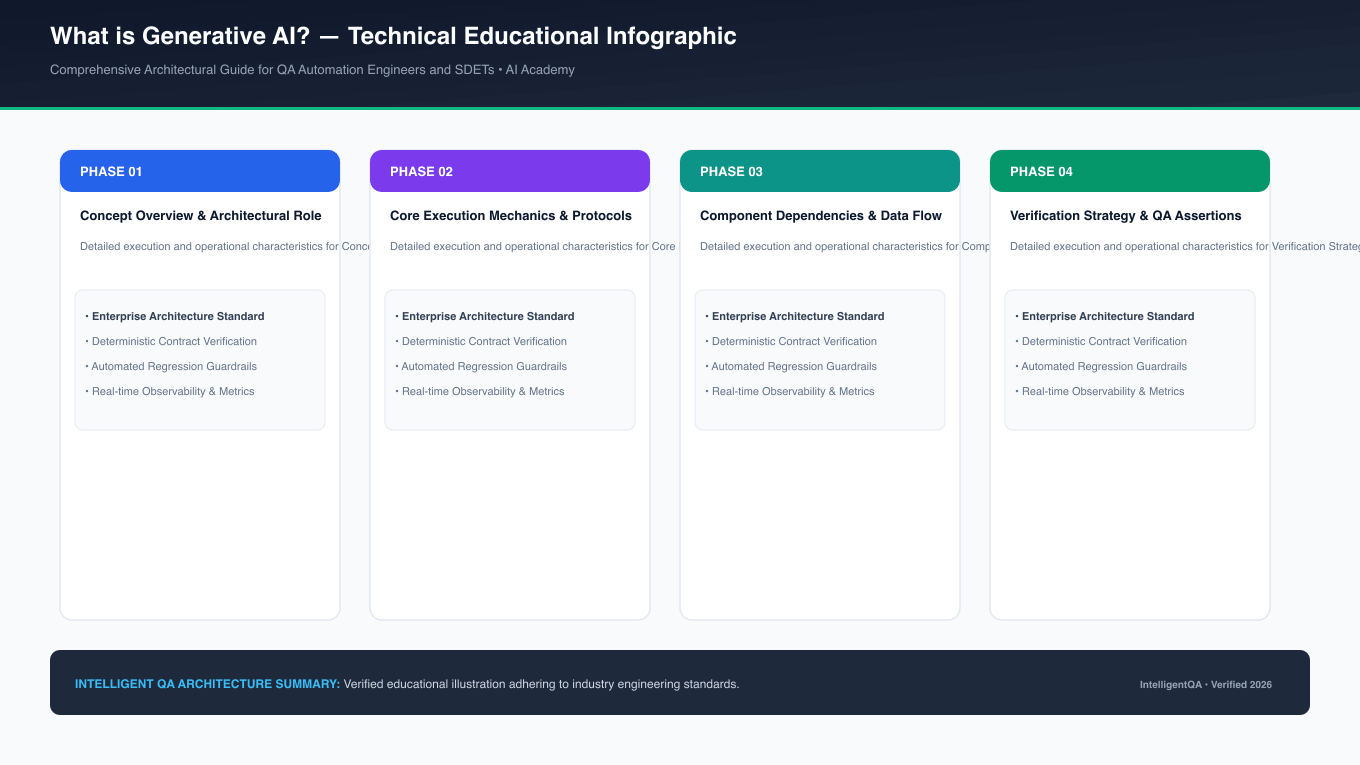 What is Generative AI? — Technical Educational Infographic
Comprehensive Architectural Guide for QA Automation Engineers and SDETs • AI Academy
PHASE 01
Concept Overview & Architectural Role
Detailed execution and operational characteristics for Conc
• Enterprise Architecture Standard
• Deterministic Contract Verification
• Automated Regression Guardrails
• Real-time Observability & Metrics
PHASE 02
Core Execution Mechanics & Protocols
Detailed execution and operational characteristics for Core
• Enterprise Architecture Standard
• Deterministic Contract Verification
• Automated Regression Guardrails
• Real-time Observability & Metrics
PHASE 03
Component Dependencies & Data Flow
Detailed execution and operational characteristics for Comp
• Enterprise Architecture Standard
• Deterministic Contract Verification
• Automated Regression Guardrails
• Real-time Observability & Metrics
PHASE 04
Verification Strategy & QA Assertions
Detailed execution and operational characteristics for Verification Strate
• Enterprise Architecture Standard
• Deterministic Contract Verification
• Automated Regression Guardrails
• Real-time Observability & Metrics
INTELLIGENT QA ARCHITECTURE SUMMARY: Verified educational illustration adhering to industry engineering standards.
IntelligentQA • Verified 2026